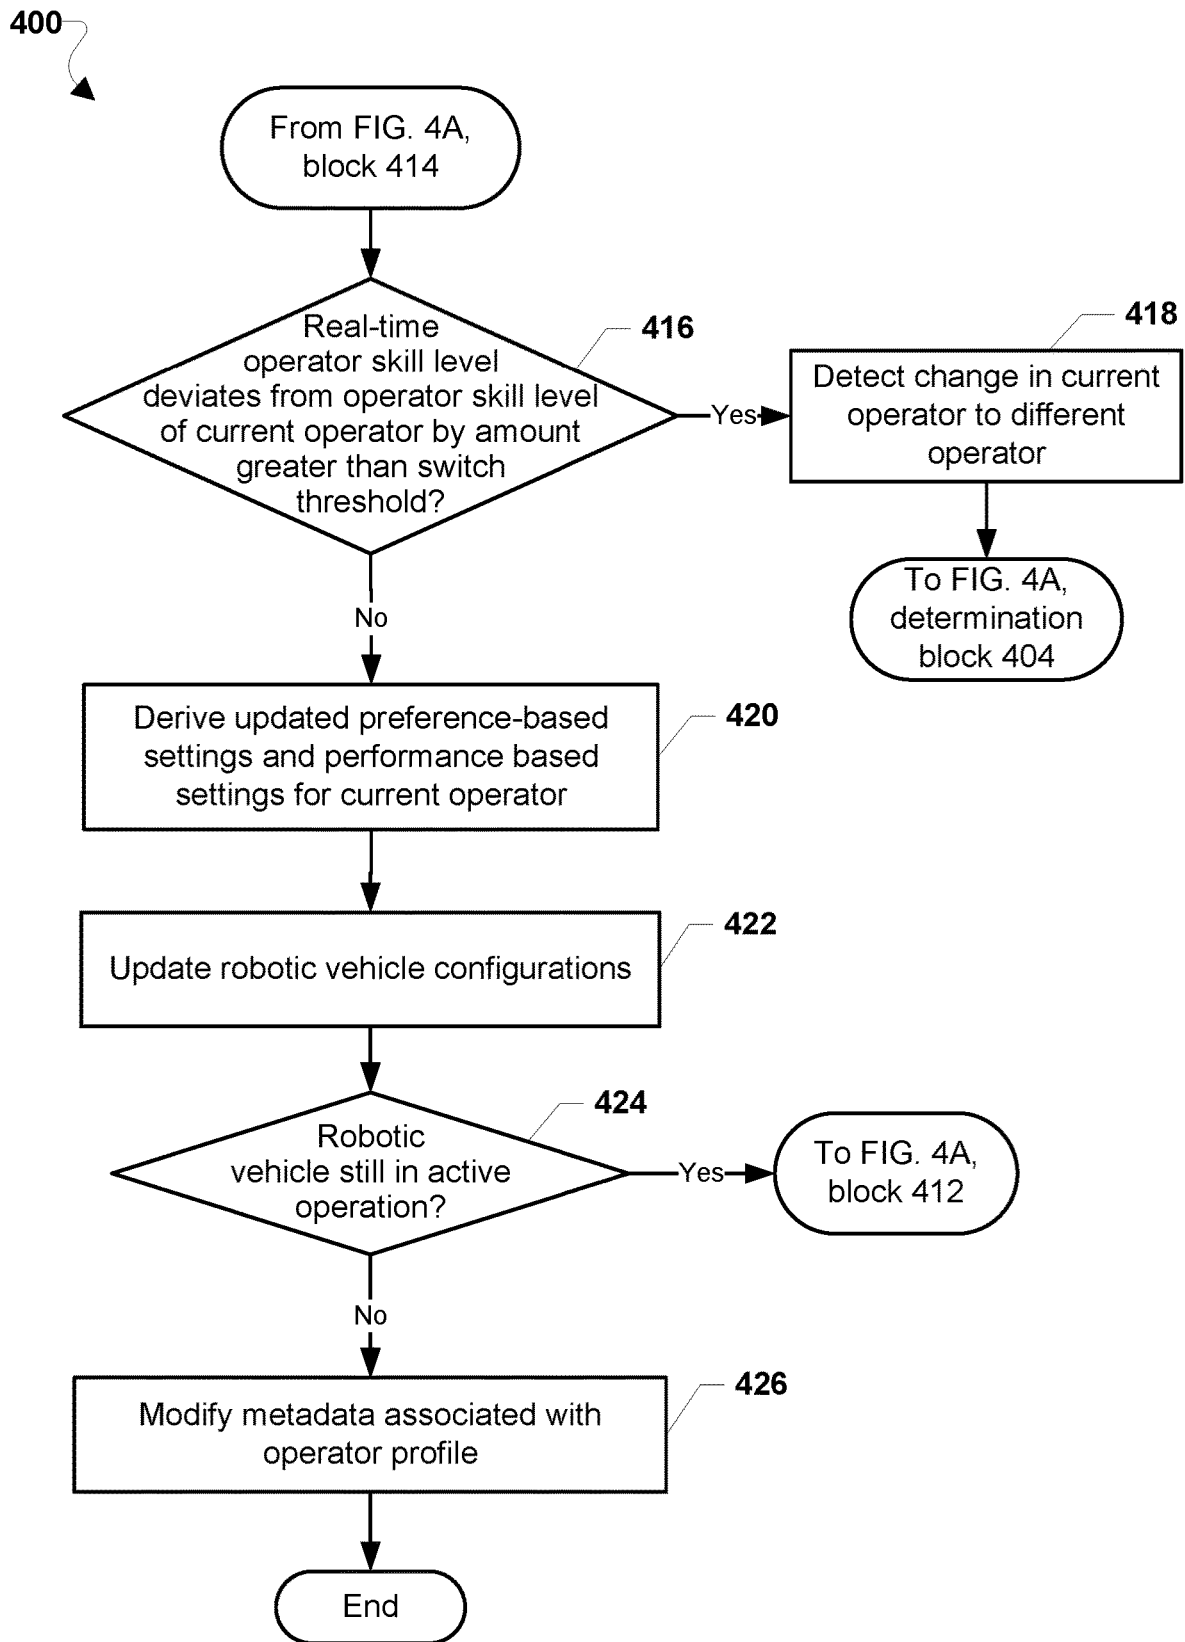 400
From FIG. 4A,
block 414
Real-time
operator skill level
deviates from operator skill level
of current operator by amount
greater than switch
threshold?
416
Yes
418
Detect change in current
operator to different
operator
To FIG. 4A,
determination
block 404
No
Derive updated preference-based
settings and performance based
settings for current operator
420
Update robotic vehicle configurations
422
Robotic
vehicle still in active
operation?
424
Yes
To FIG. 4A,
block 412
No
Modify metadata associated with
operator profile
426
End